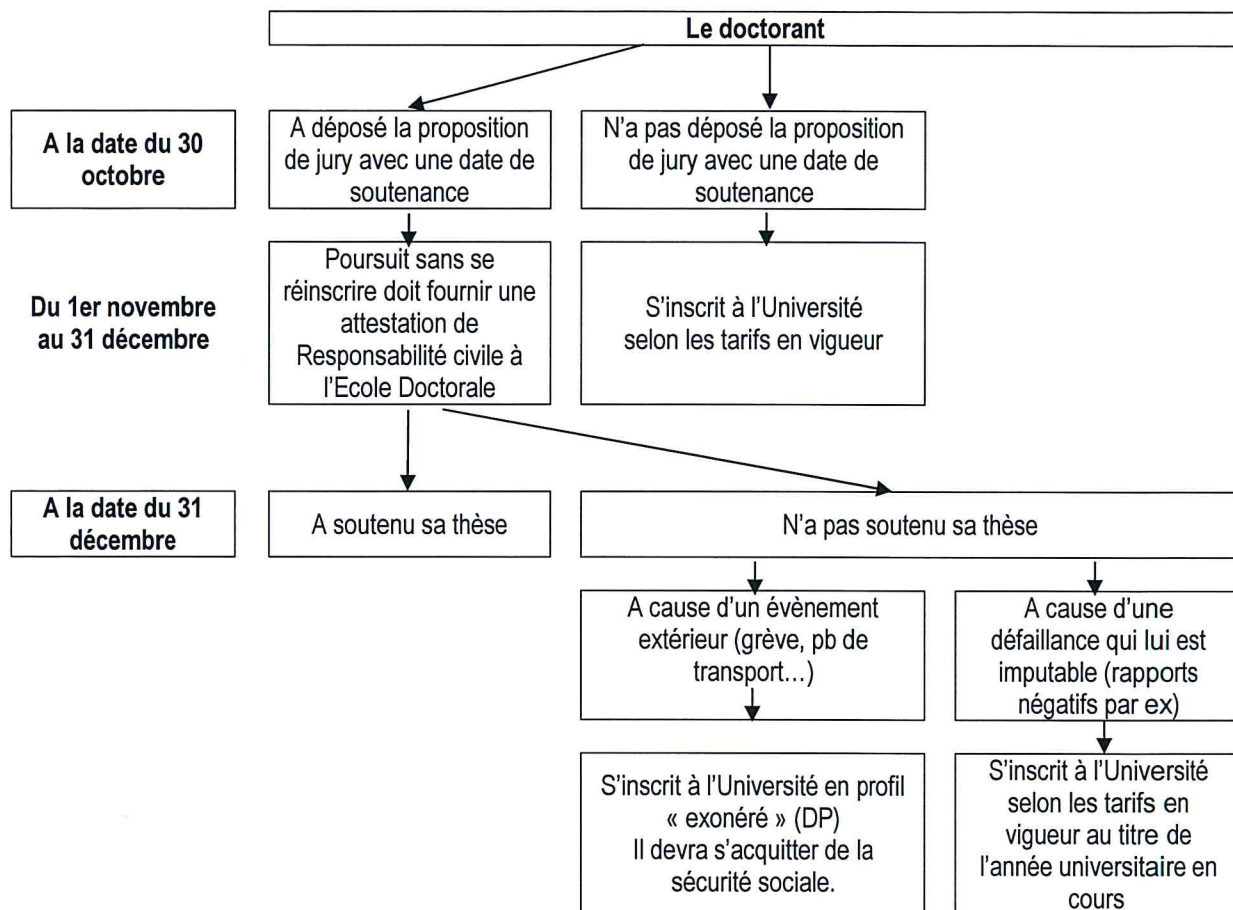 Le doctorant
A la date du 30
octobre
A déposé la proposition
de jury avec une date de
soutenance
N'a pas déposé la proposition
de jury avec une date de
soutenance
Du 1er novembre
au 31 décembre
Poursuit sans se
réinscrire doit fournir une
attestation de
Responsabilité civile à
l'Ecole Doctorale
S'inscrit à l'Université
selon les tarifs en vigueur
A la date du 31
décembre
A soutenu sa thèse
N'a pas soutenu sa thèse
A cause d'un évènement
extérieur (grève, pb de
transport…)
A cause d'une
défaillance qui lui est
imputable (rapports
négatifs par ex)
S'inscrit à l'Université en profil
« exonéré » (DP)
Il devra s'acquitter de la
sécurité sociale.
S'inscrit à l'Université
selon les tarifs en
vigueur au titre de
l'année universitaire en
cours